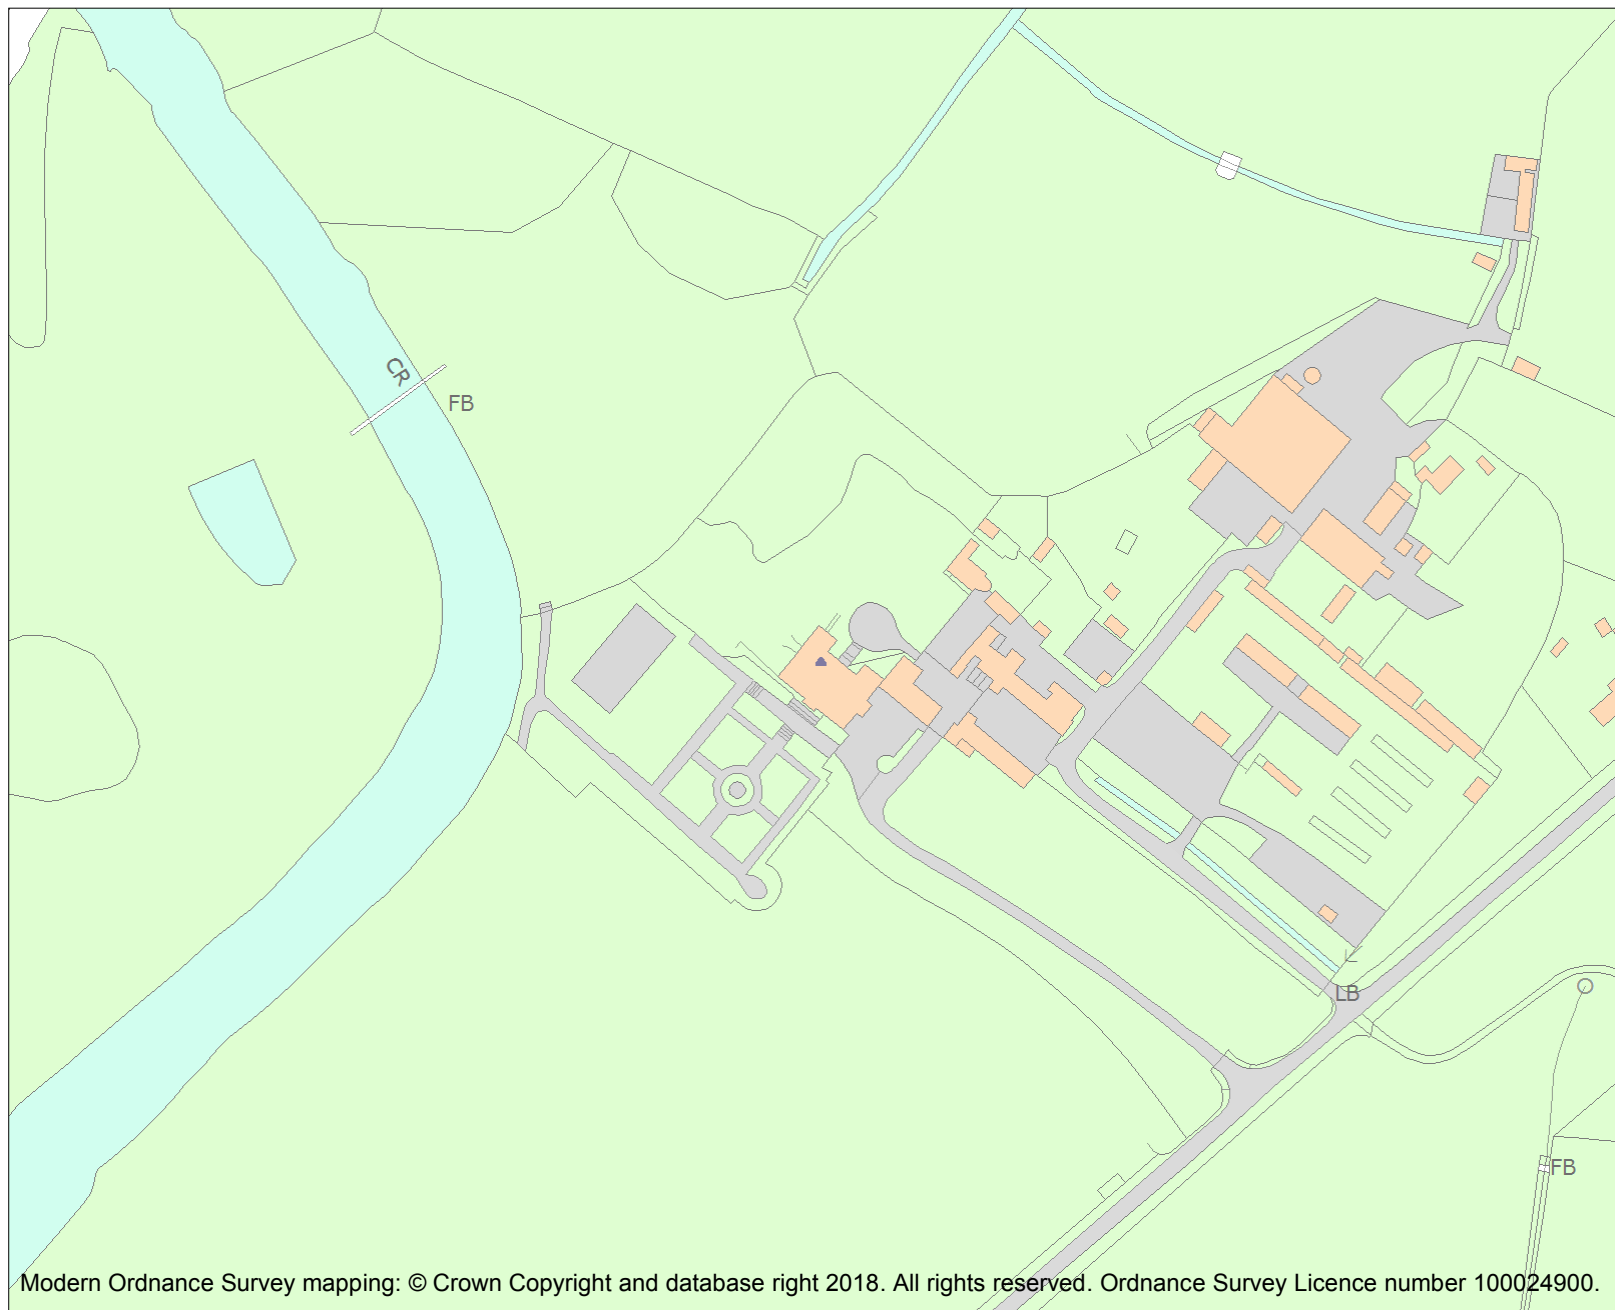 CR
FB
LB
FB
Modern Ordnance Survey mapping: © Crown Copyright and database right 2018. All rights reserved. Ordnance Survey Licence number 100024900.